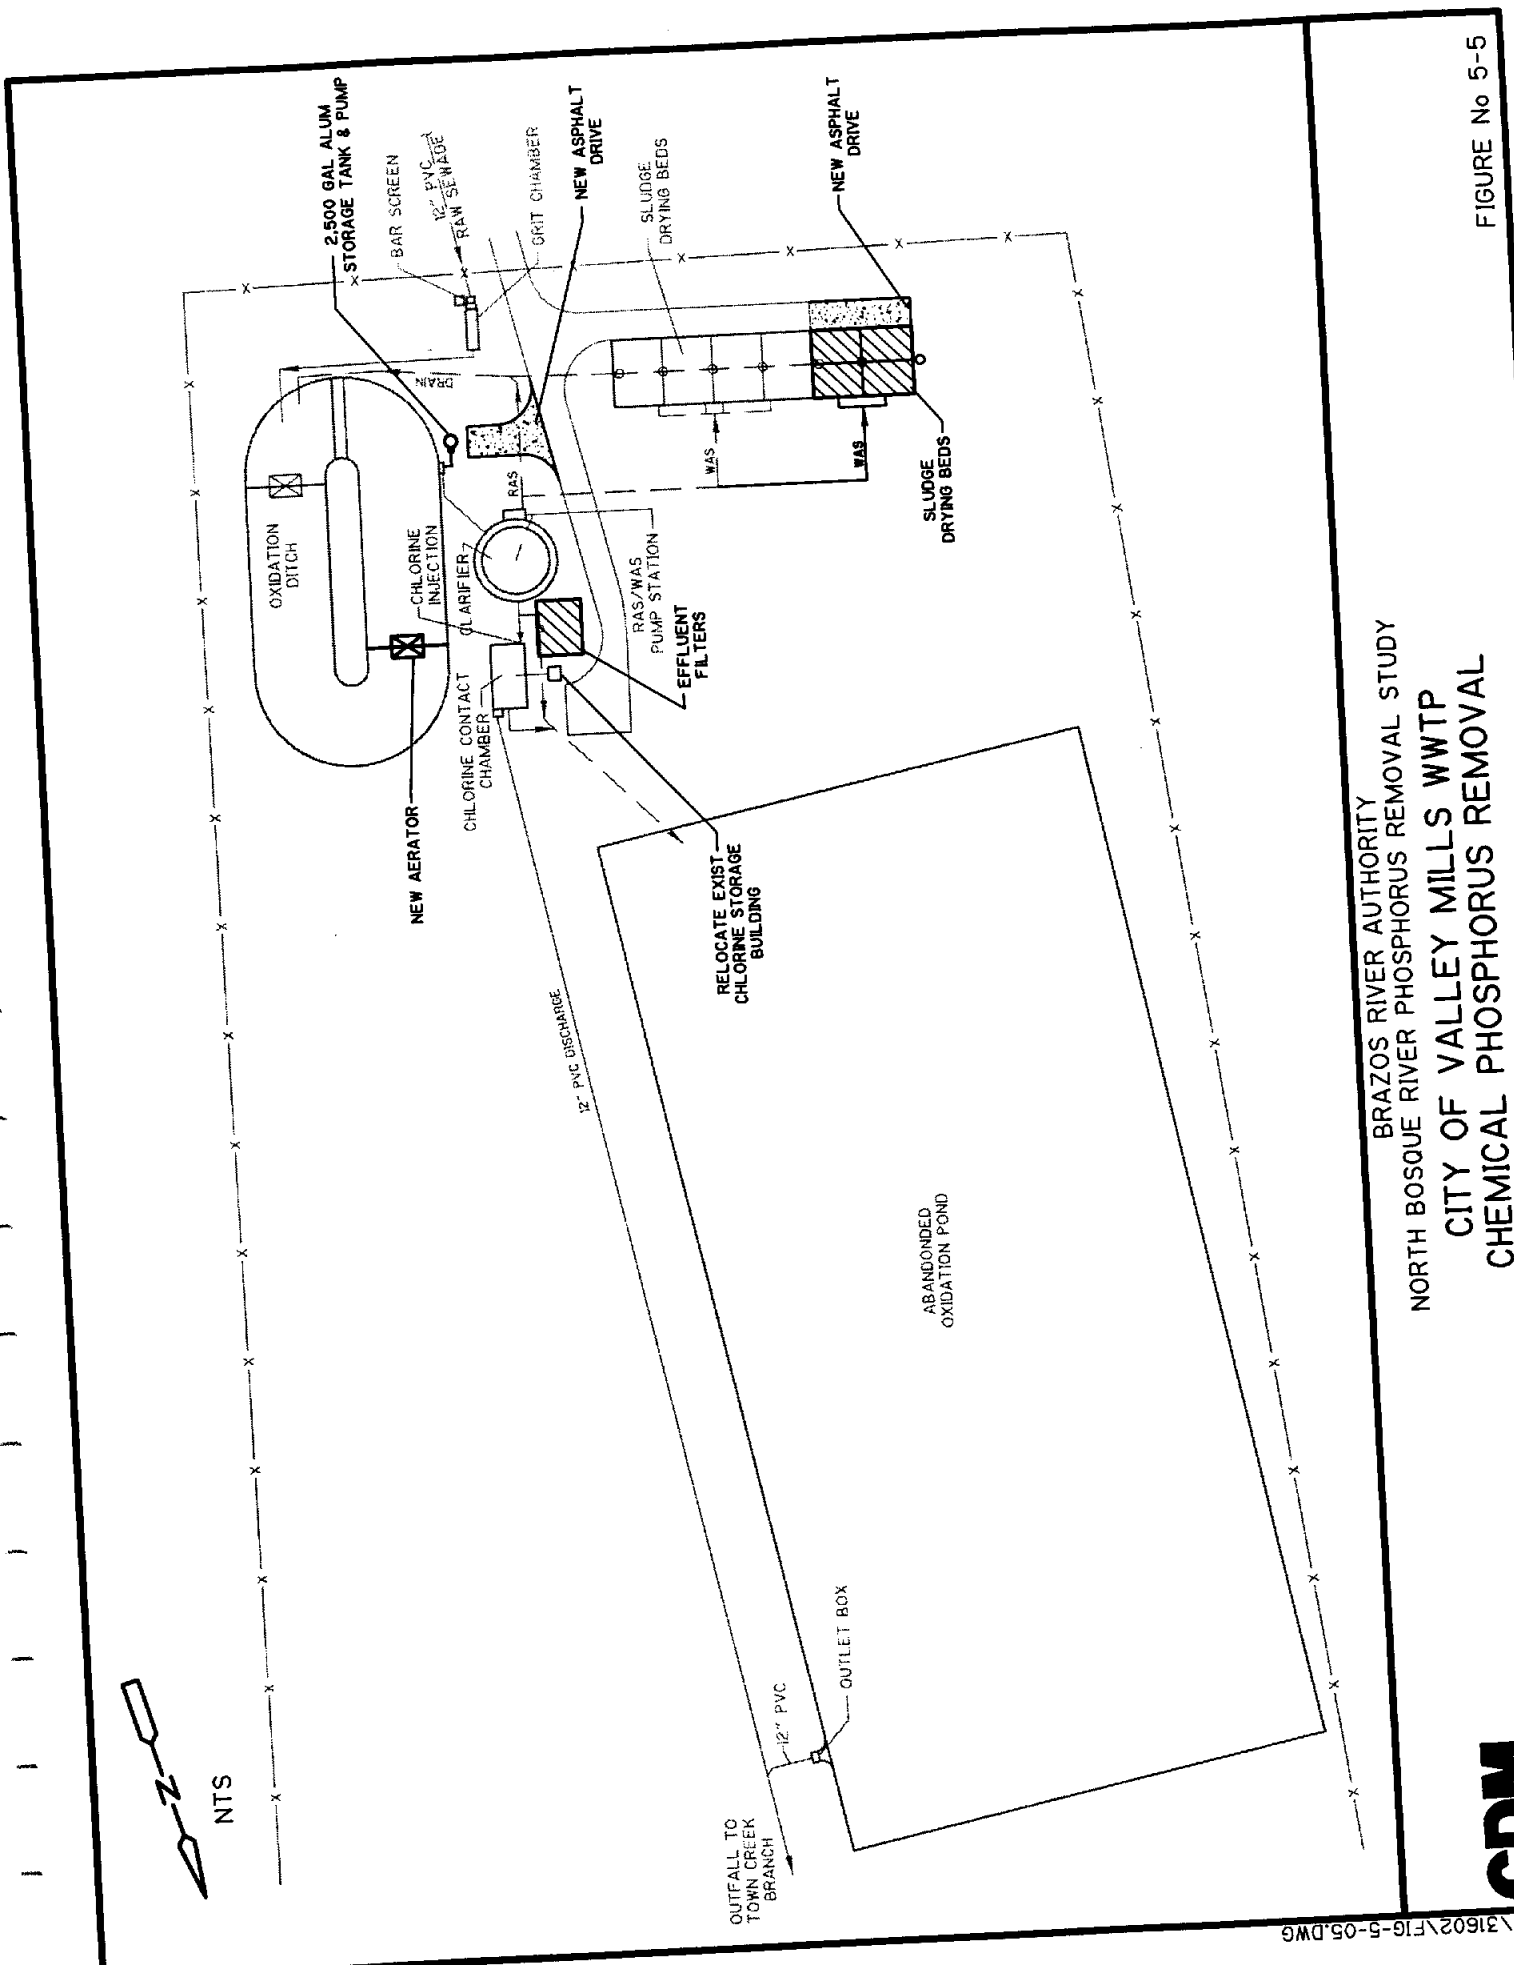 FIGURE No 5-5
2,500 GAL ALUM
STORAGE TANK & PUMP
BAR SCREEN
12" PVC
RAW SEWAGE
GRIT CHAMBER
NEW ASPHALT
DRIVE
SLUDGE
DRYING BEDS
NEW ASPHALT
DRIVE
DRAIN
OXIDATION
DITCH
CHLORINE
INJECTION
CLARIFIER
RAS
WAS
WAS
SLUDGE
DRYING BEDS
RAS/WAS
PUMP STATION
EFFLUENT
FILTERS
CHLORINE CONTACT
CHAMBER
NEW AERATOR
RELOCATE EXIST
CHLORINE STORAGE
BUILDING
12" PVC DISCHARGE
ABANDONDED
OXIDATION POND
12" PVC
OUTLET BOX
OUTFALL TO
TOWN CREEK
BRANCH
N
NTS
BRAZOS RIVER AUTHORITY
NORTH BOSQUE RIVER PHOSPHORUS REMOVAL STUDY
CITY OF VALLEY MILLS WWTP
CHEMICAL PHOSPHORUS REMOVAL
CDM
\31602\FIG-5-05.DWG